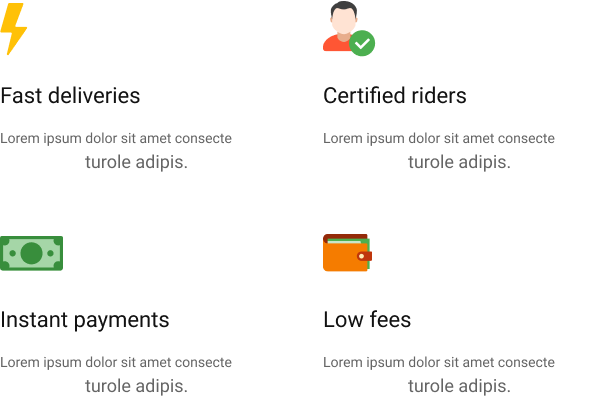 Fast deliveries
Lorem ipsum dolor sit amet consecte
turole adipis.
Certified riders
Lorem ipsum dolor sit amet consecte
turole adipis.
Instant payments
Lorem ipsum dolor sit amet consecte
turole adipis.
Low fees
Lorem ipsum dolor sit amet consecte
turole adipis.